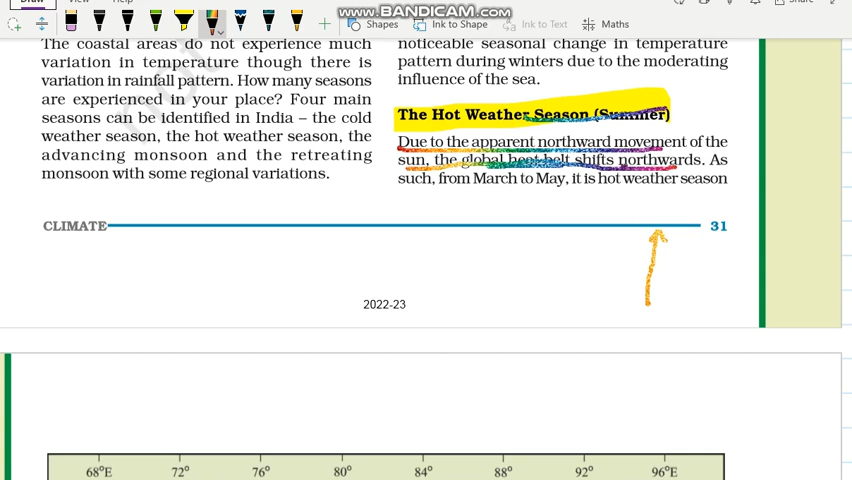 Draw
View
Help
www.BANDICAM.com
Share
Shapes
Ink to Shape
Ink to Text
Maths
The coastal areas do not experience much
variation in temperature though there is
variation in rainfall pattern. How many seasons
are experienced in your place? Four main
seasons can be identified in India – the cold
weather season, the hot weather season, the
advancing monsoon and the retreating
monsoon with some regional variations.
noticeable seasonal change in temperature
pattern during winters due to the moderating
influence of the sea.
The Hot Weather Season (Summer)
Due to the apparent northward movement of the
sun, the global heat belt shifts northwards. As
such, from March to May, it is hot weather season
CLIMATE
31
2022-23
68°E 72° 76° 80° 84° 88° 92° 96°E